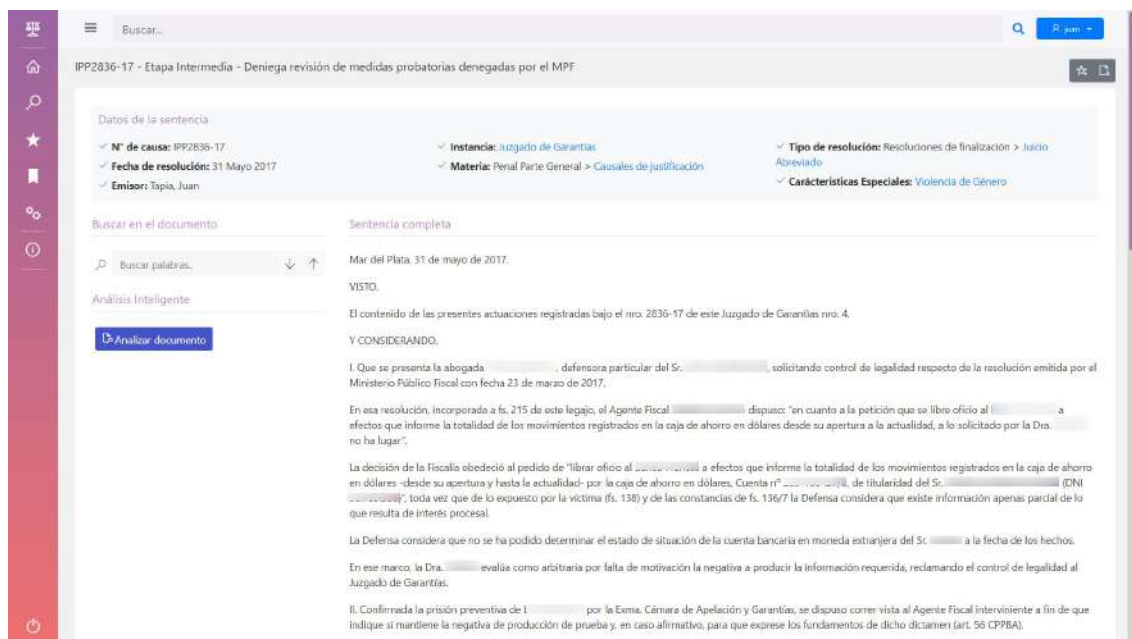 Buscar...
juan
IPP2836-17 - Etapa Intermedia - Deniega revisión de medidas probatorias denegadas por el MPF
Datos de la sentencia
N° de causa: IPP2836-17
Fecha de resolución: 31 Mayo 2017
Emisor: Tapia, Juan
Instancia: Juzgado de Garantías
Materia: Penal Parte General > Causales de justificación
Tipo de resolución: Resoluciones de finalización > Juicio
Abreviado
Carácteristicas Especiales: Violencia de Género
Buscar en el documento
Buscar palabras..
Análisis Inteligente
Analizar documento
Sentencia completa
Mar del Plata, 31 de mayo de 2017.
VISTO.
El contenido de las presentes actuaciones registradas bajo el nro. 2836-17 de este Juzgado de Garantías nro. 4.
Y CONSIDERANDO.
I. Que se presenta la abogada , defensora particular del Sr. , solicitando control de legalidad respecto de la resolución emitida por el
Ministerio Público Fiscal con fecha 23 de marzo de 2017.
En esa resolución, incorporada a fs. 215 de este legajo, el Agente Fiscal dispuso: "en cuanto a la petición que se libre oficio al a
efectos que informe la totalidad de los movimientos registrados en la caja de ahorro en dólares desde su apertura a la actualidad, a lo solicitado por la Dra.
no ha lugar".
La decisión de la Fiscalía obedeció al pedido de "librar oficio al a efectos que informe la totalidad de los movimientos registrados en la caja de ahorro
en dólares -desde su apertura y hasta la actualidad- por la caja de ahorro en dólares, Cuenta nº , de titularidad del Sr. (DNI
)", toda vez que de lo expuesto por la víctima (fs. 138) y de las constancias de fs. 136/7 la Defensa considera que existe información apenas parcial de lo
que resulta de interés procesal.
La Defensa considera que no se ha podido determinar el estado de situación de la cuenta bancaria en moneda extranjera del Sr. a la fecha de los hechos.
En ese marco, la Dra. evalúa como arbitraria por falta de motivación la negativa a producir la información requerida, reclamando el control de legalidad al
Juzgado de Garantías.
II. Confirmada la prisión preventiva de por la Exma. Cámara de Apelación y Garantías, se dispuso correr vista al Agente Fiscal interviniente a fin de que
indique si mantiene la negativa de producción de prueba y, en caso afirmativo, para que exprese los fundamentos de dicho dictamen (art. 56 CPPBA).